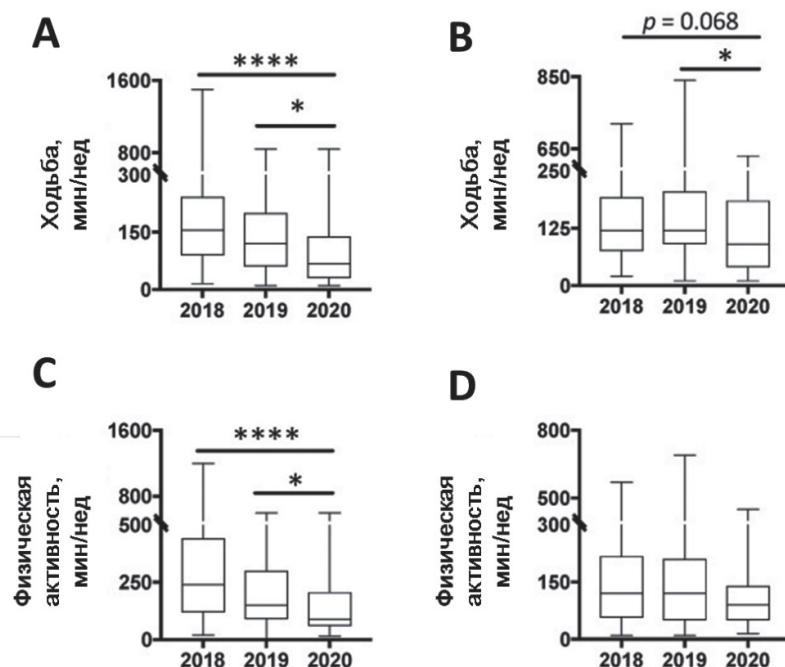 A
****
*
1600
800
300
150
0
Ходьба,
мин/нед
2018 2019 2020
B
p = 0.068
*
850
650
250
125
0
Ходьба,
мин/нед
2018 2019 2020
C
****
*
1600
800
500
250
0
Физическая
активность,
мин/нед
2018 2019 2020
D
800
500
300
150
0
Физическая
активность,
мин/нед
2018 2019 2020